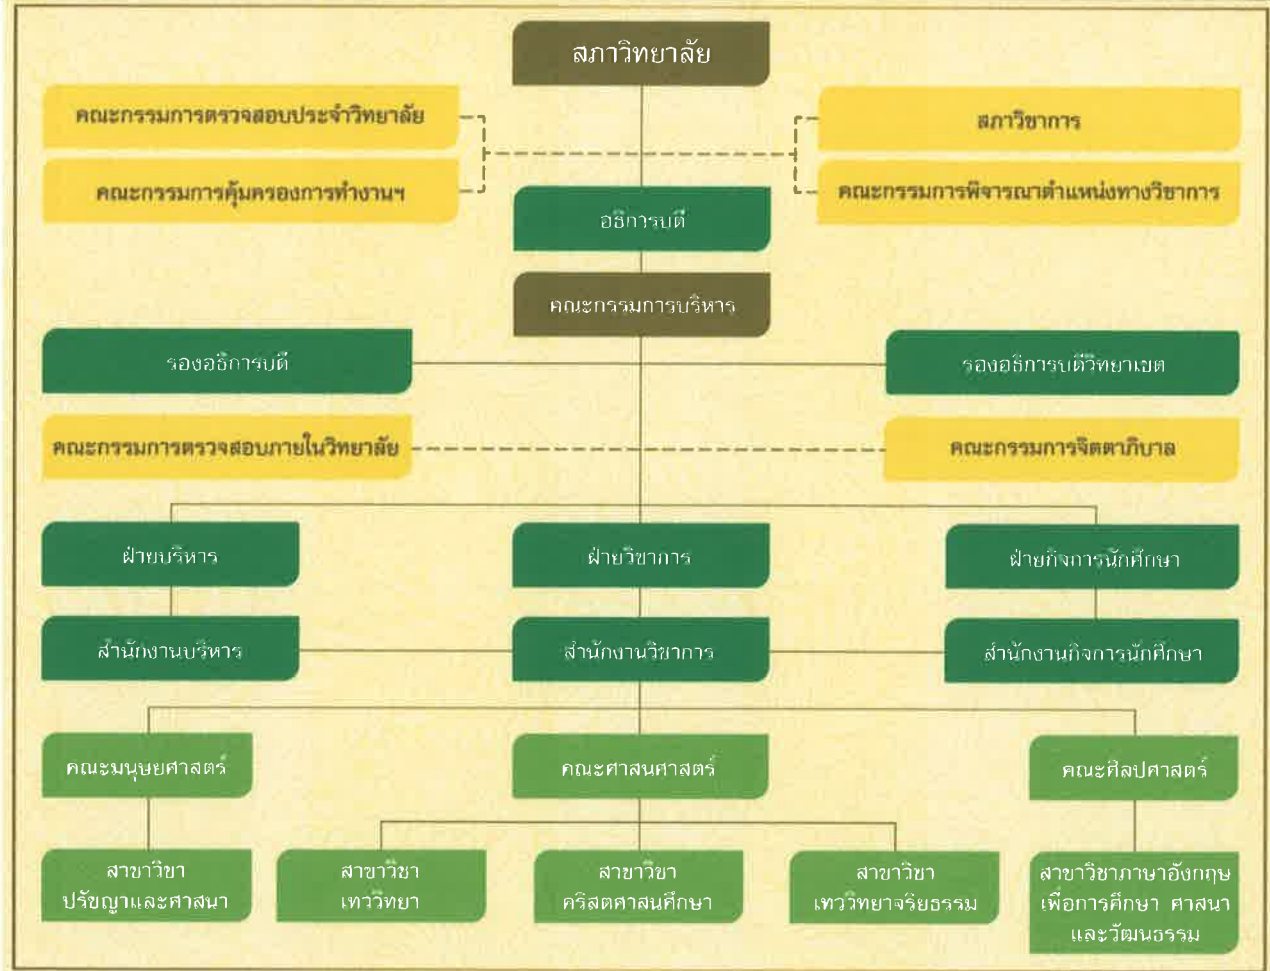 สภาวิทยาลัย
คณะกรรมการตรวจสอบประจำวิทยาลัย
สภาวิชาการ
คณะกรรมการคุ้มครองการทำงานฯ
คณะกรรมการพิจารณาตำแหน่งทางวิชาการ
อธิการบดี
คณะกรรมการบริหาร
รองอธิการบดี
รองอธิการบดีวิทยาเขต
คณะกรรมการตรวจสอบภายในวิทยาลัย
คณะกรรมการจิตตาภิบาล
ฝ่ายบริหาร
ฝ่ายวิชาการ
ฝ่ายกิจการนักศึกษา
สำนักงานบริหาร
สำนักงานวิชาการ
สำนักงานกิจการนักศึกษา
คณะมนุษยศาสตร์
คณะศาสนศาสตร์
คณะศิลปศาสตร์
สาขาวิชา
ปรัชญาและศาสนา
สาขาวิชา
เทววิทยา
สาขาวิชา
คริสตศาสนศึกษา
สาขาวิชา
เทววิทยาจริยธรรม
สาขาวิชาภาษาอังกฤษ
เพื่อการศึกษา ศาสนา
และวัฒนธรรม